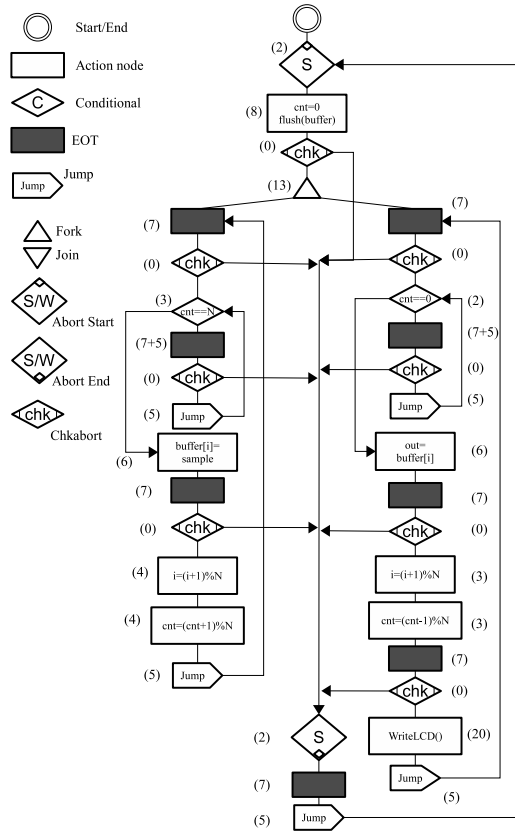 Start/End
Action node
C
Conditional
EOT
Jump
Jump
Fork
Join
S/W
Abort Start
S/W
Abort End
chk
Chkabort
(2)
S
(8)
cnt=0
flush(buffer)
(0)
chk
(13)
(7)
(0)
chk
(3)
cnt==N
(7+5)
(0)
chk
(5)
Jump
(6)
buffer[i]=
sample
(7)
(0)
chk
(4)
i=(i+1)%N
(4)
cnt=(cnt+1)%N
(5)
Jump
(7)
chk
(0)
cnt==0
(2)
(7+5)
chk
(0)
Jump
(5)
out=
buffer[i]
(6)
(7)
chk
(0)
i=(i+1)%N
(3)
cnt=(cnt-1)%N
(3)
(7)
chk
(0)
WriteLCD()
(20)
Jump
(5)
(2)
S
(7)
(5)
Jump